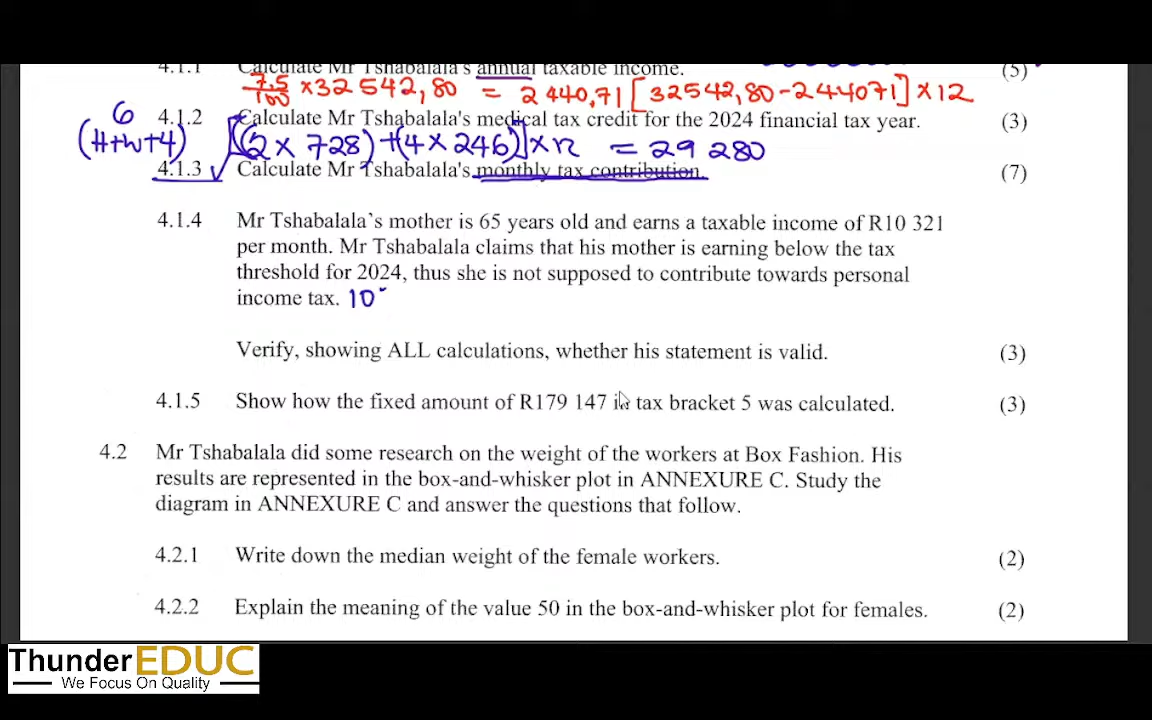 4.1.1 Calculate Mr Tshabalala's annual taxable income. (5)
7.5/100 × 32 542,80 = 2 440,71 [32542,80 - 244071] × 12
6
4.1.2 Calculate Mr Tshabalala's medical tax credit for the 2024 financial tax year. (3)
(H+w+4) [(2 × 728) + (4 × 246)] × 12 = 29 280
4.1.3 Calculate Mr Tshabalala's monthly tax contribution. (7)
4.1.4 Mr Tshabalala's mother is 65 years old and earns a taxable income of R10 321
per month. Mr Tshabalala claims that his mother is earning below the tax
threshold for 2024, thus she is not supposed to contribute towards personal
income tax. 10
Verify, showing ALL calculations, whether his statement is valid. (3)
4.1.5 Show how the fixed amount of R179 147 in tax bracket 5 was calculated. (3)
4.2 Mr Tshabalala did some research on the weight of the workers at Box Fashion. His
results are represented in the box-and-whisker plot in ANNEXURE C. Study the
diagram in ANNEXURE C and answer the questions that follow.
4.2.1 Write down the median weight of the female workers. (2)
4.2.2 Explain the meaning of the value 50 in the box-and-whisker plot for females. (2)
ThunderEDUC
We Focus On Quality